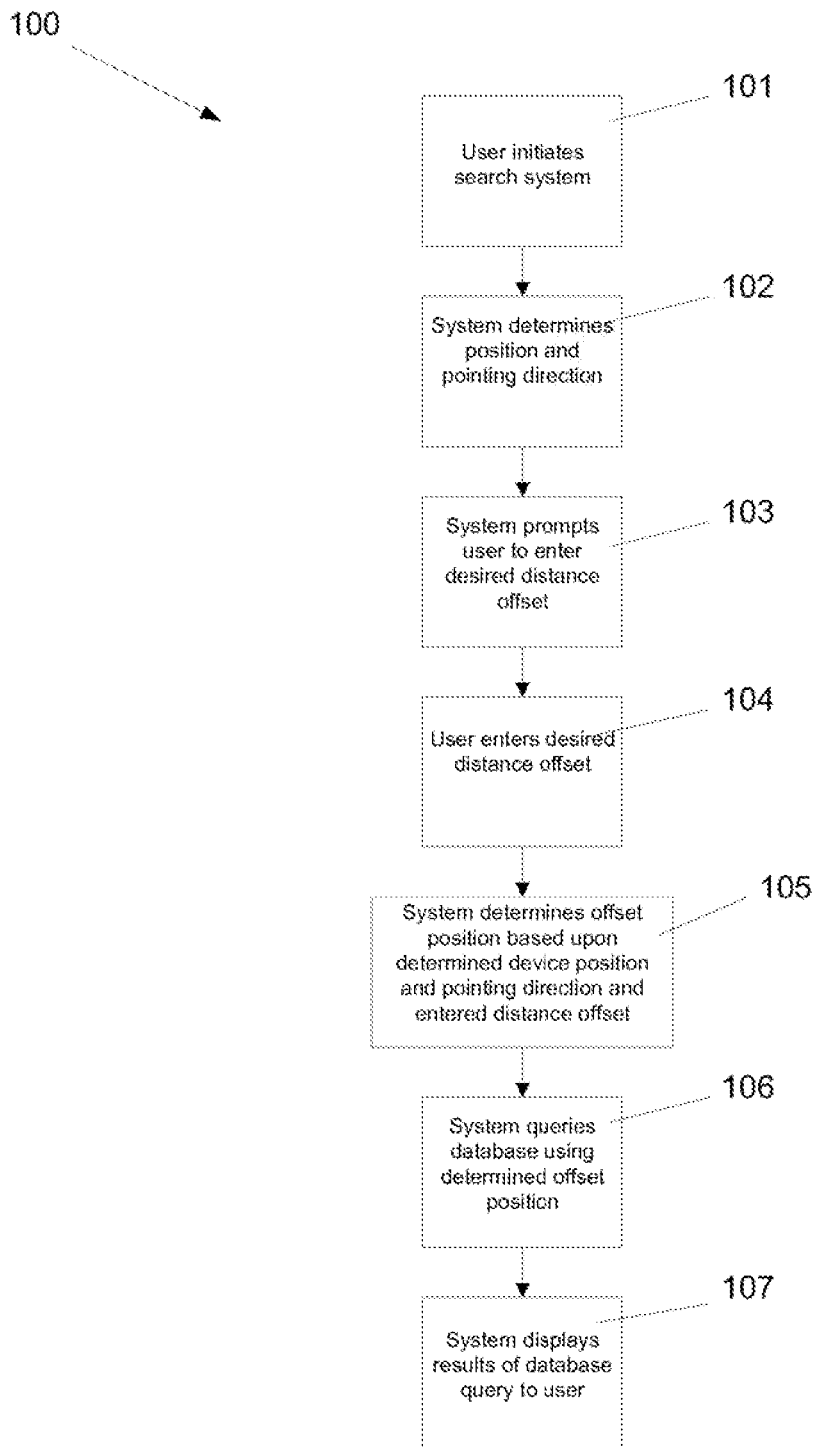 100
101
User initiates
search system
102
System determines
position and
pointing direction
103
System prompts
user to enter
desired distance
offset
104
User enters desired
distance offset
105
System determines offset
position based upon
determined device position
and pointing direction and
entered distance offset
106
System queries
database using
determined offset
position
107
System displays
results of database
query to user